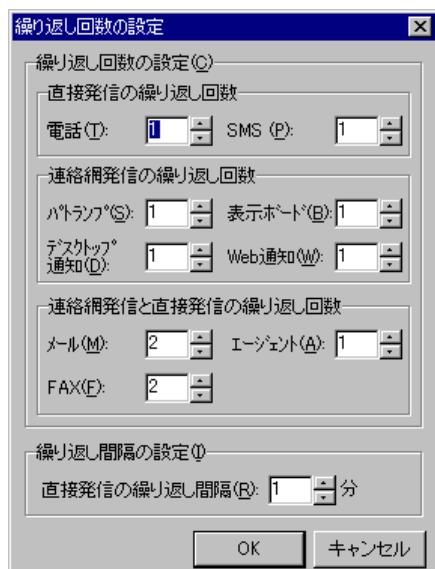 繰り返し回数の設定
繰り返し回数の設定(C)
直接発信の繰り返し回数
電話(T): 1 SMS (P): 1
連絡網発信の繰り返し回数
ﾊﾟﾄﾗﾝﾌﾟ(S): 1 表示ﾎﾞｰﾄﾞ(B): 1
ﾃﾞｽｸﾄｯﾌﾟ
通知(D): 1 Web通知(W): 1
連絡網発信と直接発信の繰り返し回数
ﾒｰﾙ(M): 2 ｴｰｼﾞｪﾝﾄ(A): 1
FAX(F): 2
繰り返し間隔の設定(I)
直接発信の繰り返し間隔(R): 1 分
OK キャンセル